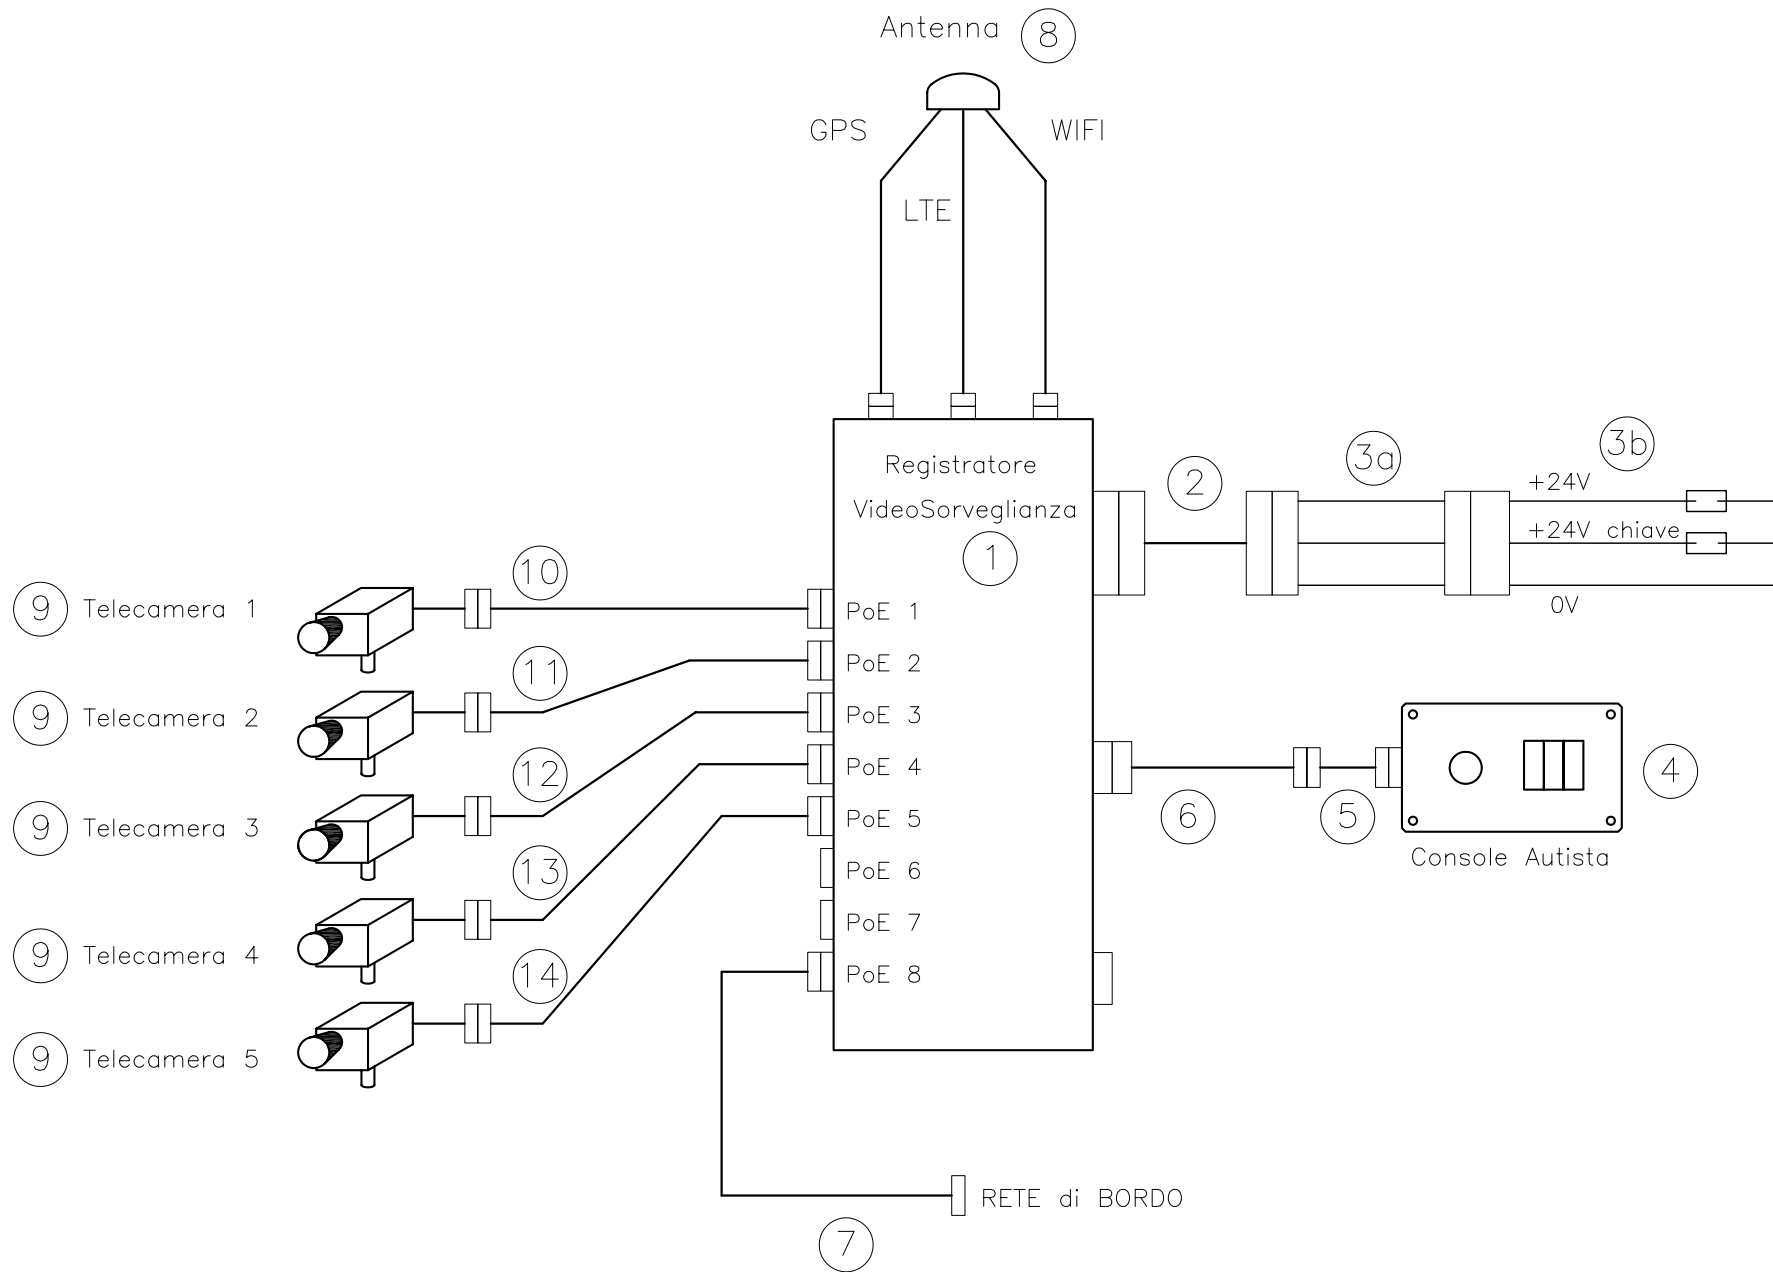 Antenna 8
GPS
WIFI
LTE
Registratore
VideoSorveglianza
1
2
3a
3b
+24V
+24V chiave
0V
9 Telecamera 1
10
PoE 1
9 Telecamera 2
11
PoE 2
9 Telecamera 3
12
PoE 3
9 Telecamera 4
13
PoE 4
9 Telecamera 5
14
PoE 5
PoE 6
PoE 7
PoE 8
6
5
4
Console Autista
RETE di BORDO
7